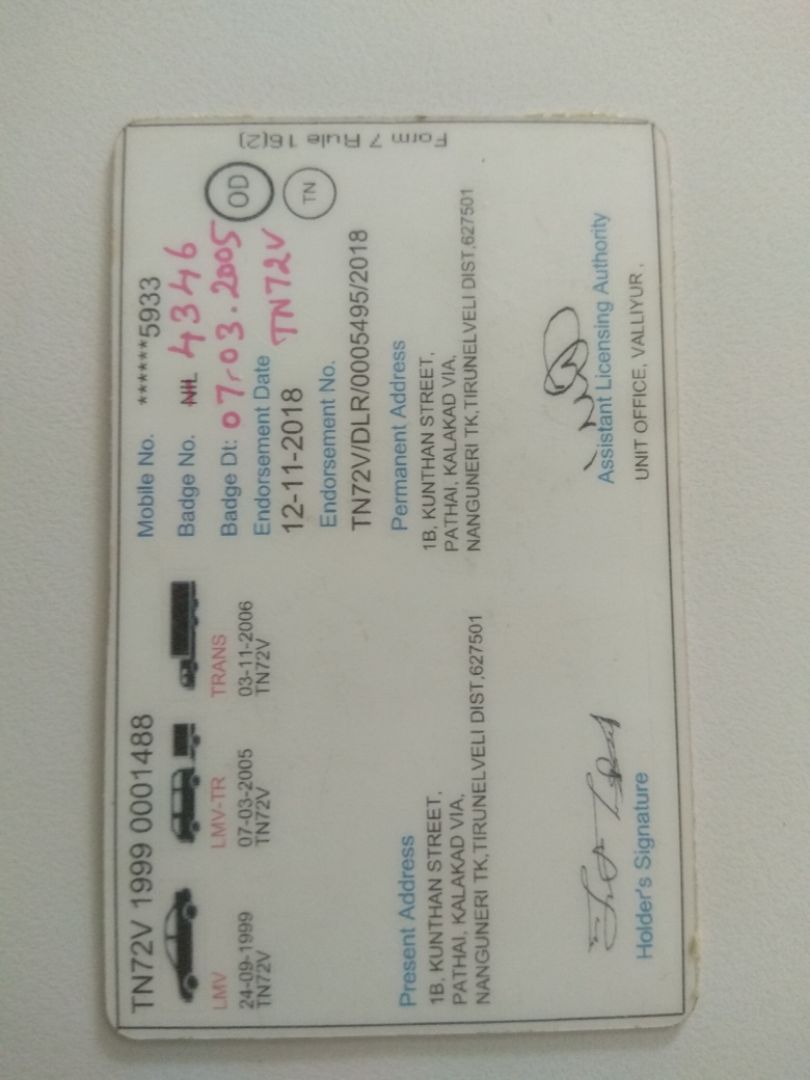 TN72V 1999 0001488
LMV
24-09-1999
TN72V
LMV-TR
07-03-2005
TN72V
TRANS
03-11-2006
TN72V
Mobile No. ******5933
Badge No. NIL 4346
Badge Dt: 07-03.2005
Endorsement Date TN72V
12-11-2018
Endorsement No.
TN72V/DLR/0005495/2018
OD
TN
Form 7 Rule 16(2)
Present Address
1B, KUNTHAN STREET,
PATHAI, KALAKAD VIA,
NANGUNERI TK,TIRUNELVELI DIST,627501
Permanent Address
1B, KUNTHAN STREET,
PATHAI, KALAKAD VIA,
NANGUNERI TK,TIRUNELVELI DIST,627501
Holder's Signature
Assistant Licensing Authority
UNIT OFFICE, VALLIYUR ,